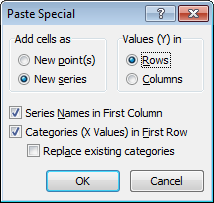 Paste Special
Add cells as
New point(s)
New series
Values (Y) in
Rows
Columns
Series Names in First Column
Categories (X Values) in First Row
Replace existing categories
OK
Cancel